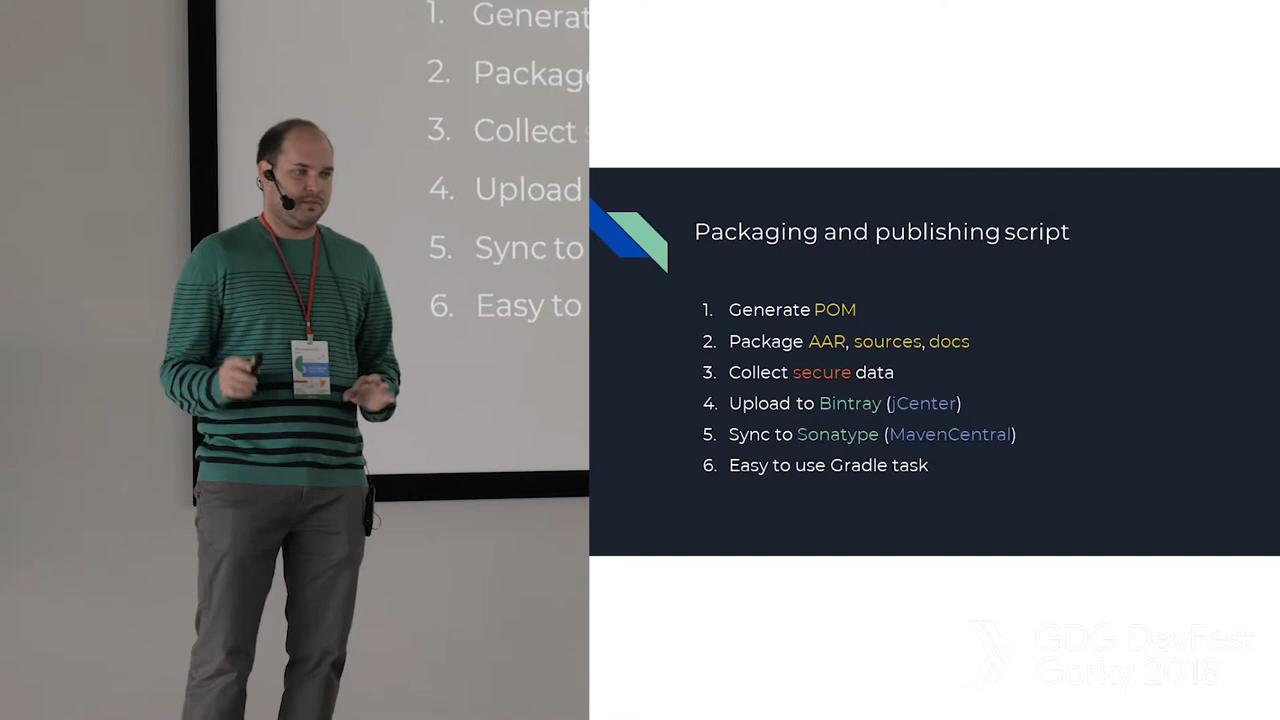 1. Generat
2. Package
3. Collect s
4. Upload
5. Sync to
6. Easy to
Packaging and publishing script
1. Generate POM
2. Package AAR, sources, docs
3. Collect secure data
4. Upload to Bintray (jCenter)
5. Sync to Sonatype (MavenCentral)
6. Easy to use Gradle task
GDG DevFest
Gorky 2018